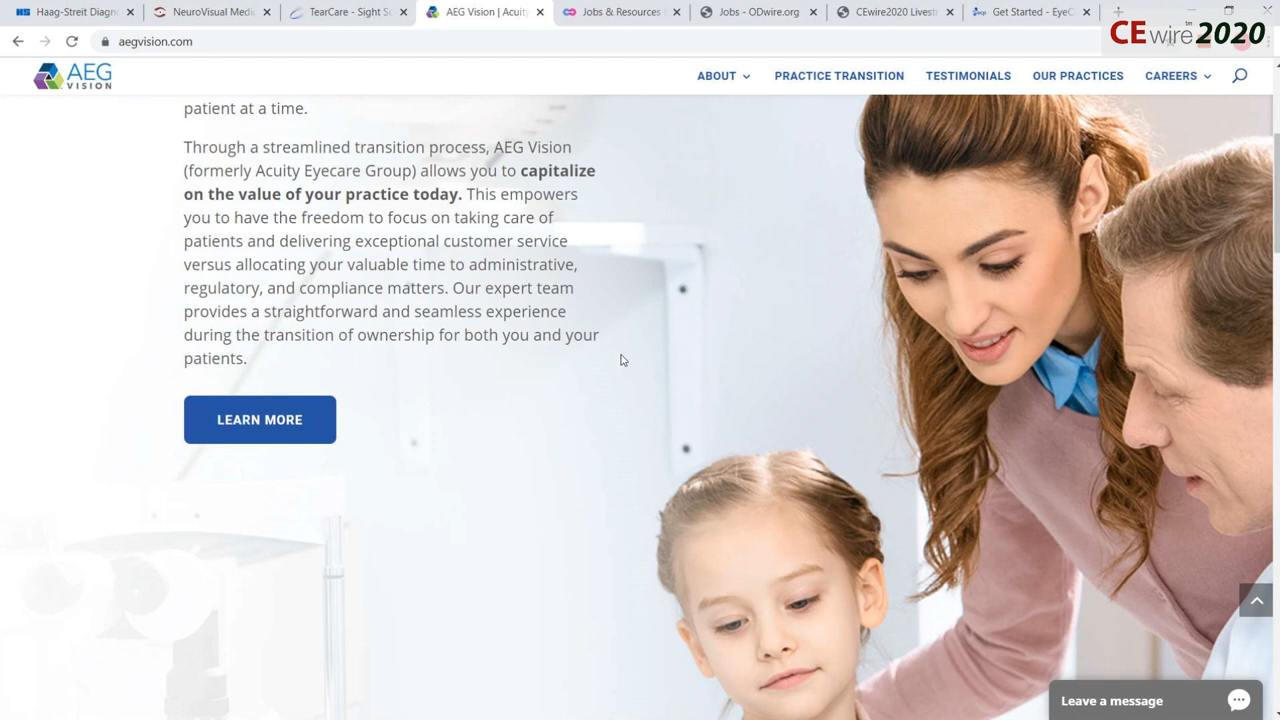 Haag-Streit Diagn
NeuroVisual Medi
TearCare - Sight Sc
AEG Vision | Acuit
Jobs & Resources
Jobs - ODwire.org
CEwire2020 Livest
Get Started - EyeC
aegvision.com
CEwire2020
AEG
VISION
ABOUT
PRACTICE TRANSITION
TESTIMONIALS
OUR PRACTICES
CAREERS
patient at a time.
Through a streamlined transition process, AEG Vision
(formerly Acuity Eyecare Group) allows you to capitalize
on the value of your practice today. This empowers
you to have the freedom to focus on taking care of
patients and delivering exceptional customer service
versus allocating your valuable time to administrative,
regulatory, and compliance matters. Our expert team
provides a straightforward and seamless experience
during the transition of ownership for both you and your
patients.
LEARN MORE
Leave a message